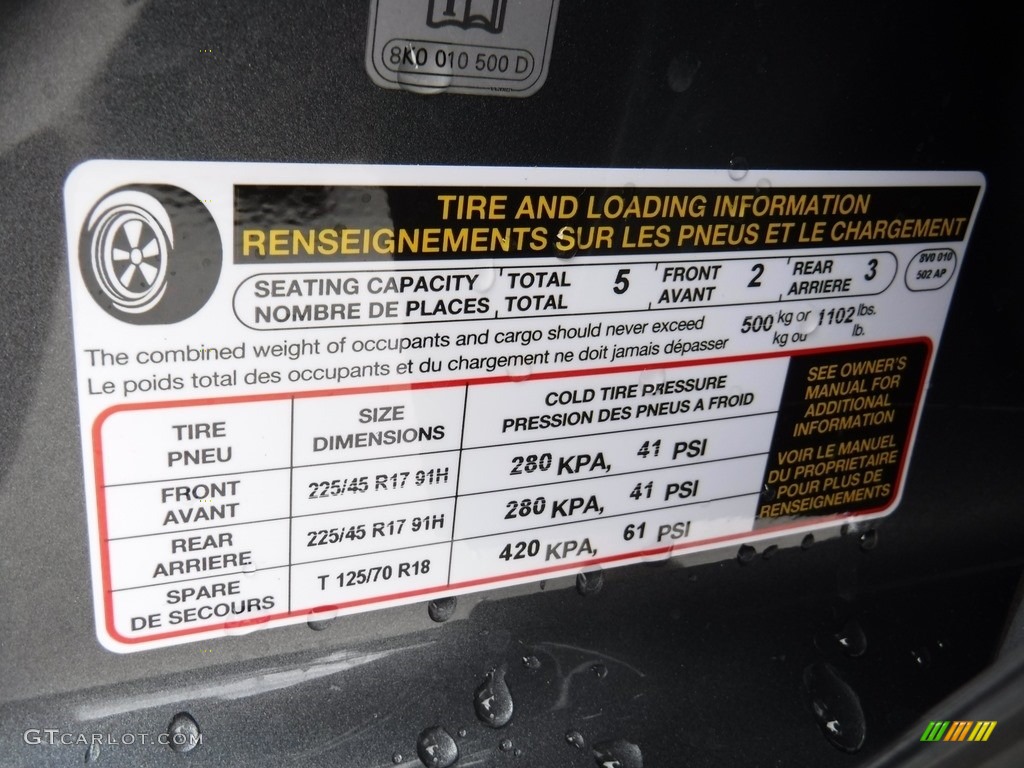 8K0 010 500 D
TIRE AND LOADING INFORMATION
RENSEIGNEMENTS SUR LES PNEUS ET LE CHARGEMENT
SEATING CAPACITY TOTAL 5 FRONT 2 REAR 3
NOMBRE DE PLACES TOTAL AVANT ARRIERE
8V0 010
502 AP
The combined weight of occupants and cargo should never exceed 500 kg or 1102 lbs.
Le poids total des occupants et du chargement ne doit jamais dépasser kg ou lb.
TIRE SIZE COLD TIRE PRESSURE
PNEU DIMENSIONS PRESSION DES PNEUS A FROID
FRONT
AVANT 225/45 R17 91H 280 KPA, 41 PSI
REAR
ARRIERE 225/45 R17 91H 280 KPA, 41 PSI
SPARE
DE SECOURS T 125/70 R18 420 KPA, 61 PSI
SEE OWNER'S
MANUAL FOR
ADDITIONAL
INFORMATION
VOIR LE MANUEL
DU PROPRIETAIRE
POUR PLUS DE
RENSEIGNEMENTS
GTCARLOT.COM